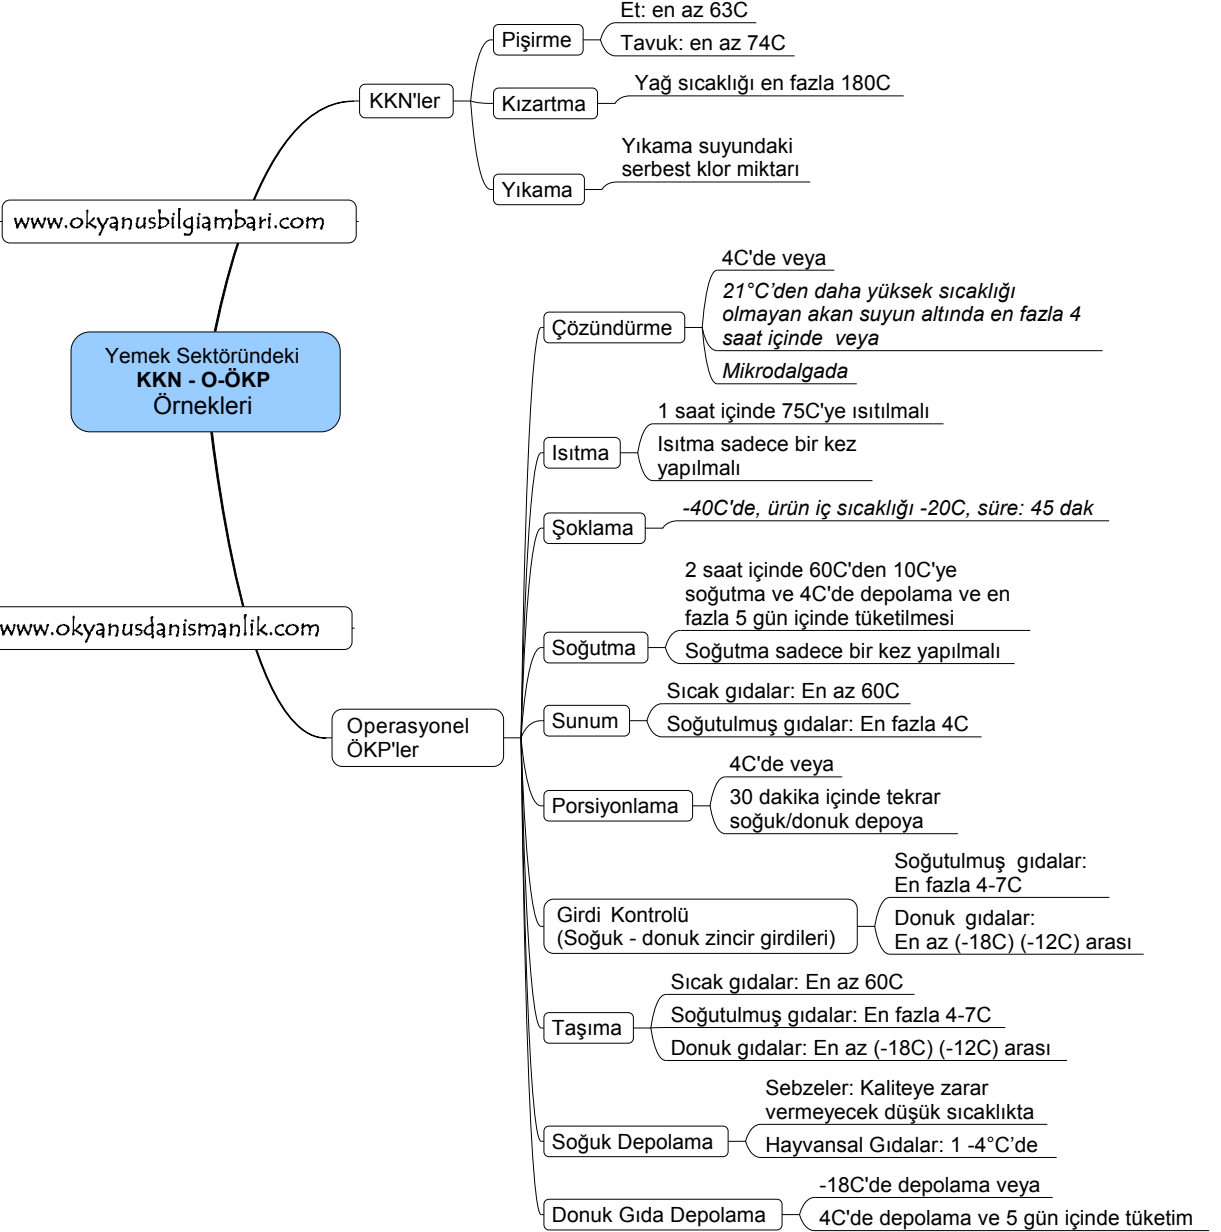 Et: en az 63C
Pişirme
Tavuk: en az 74C
Yağ sıcaklığı en fazla 180C
KKN'ler
Kızartma
Yıkama suyundaki
serbest klor miktarı
Yıkama
www.okyanusbilgiambari.com
4C'de veya
21°C’den daha yüksek sıcaklığı
olmayan akan suyun altında en fazla 4
saat içinde veya
Çözündürme
Mikrodalgada
Yemek Sektöründeki
KKN - O-ÖKP
Örnekleri
1 saat içinde 75C'ye ısıtılmalı
Isıtma
Isıtma sadece bir kez
yapılmalı
Şoklama
-40C'de, ürün iç sıcaklığı -20C, süre: 45 dak
2 saat içinde 60C'den 10C'ye
soğutma ve 4C'de depolama ve en
fazla 5 gün içinde tüketilmesi
Soğutma
Soğutma sadece bir kez yapılmalı
www.okyanusdanismanlik.com
Sıcak gıdalar: En az 60C
Sunum
Soğutulmuş gıdalar: En fazla 4C
Operasyonel
ÖKP'ler
4C'de veya
Porsiyonlama
30 dakika içinde tekrar
soğuk/donuk depoya
Soğutulmuş gıdalar:
En fazla 4-7C
Girdi Kontrolü
(Soğuk - donuk zincir girdileri)
Donuk gıdalar:
En az (-18C) (-12C) arası
Sıcak gıdalar: En az 60C
Taşıma
Soğutulmuş gıdalar: En fazla 4-7C
Donuk gıdalar: En az (-18C) (-12C) arası
Sebzeler: Kaliteye zarar
vermeyecek düşük sıcaklıkta
Soğuk Depolama
Hayvansal Gıdalar: 1 -4°C’de
-18C'de depolama veya
Donuk Gıda Depolama
4C'de depolama ve 5 gün içinde tüketim